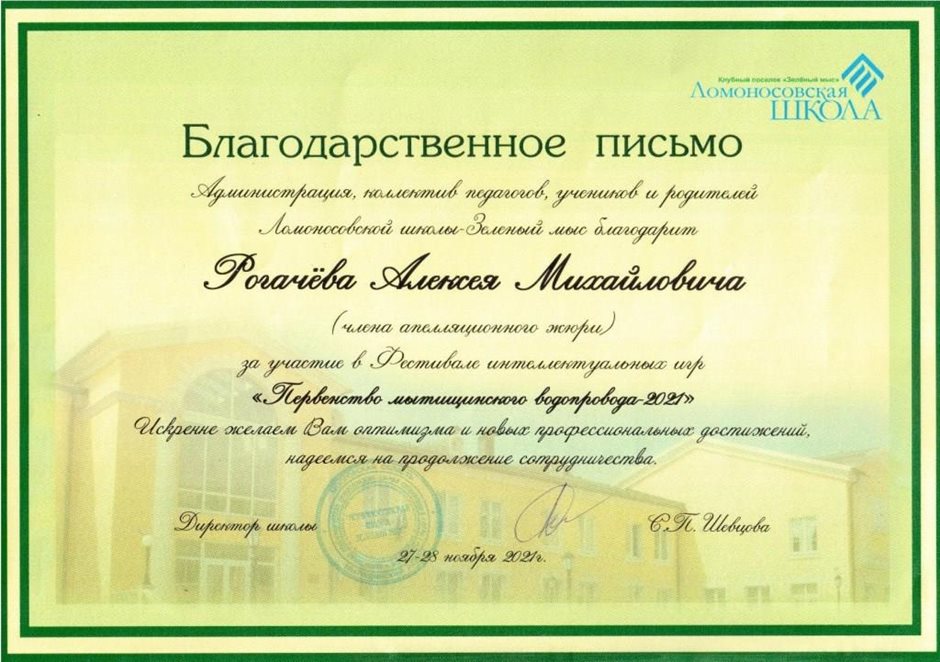 Клубный поселок «Зелёный мыс»
Ломоносовская
ШКОЛА
Благодарственное письмо
Администрация, коллектив педагогов, учеников и родителей
Ломоносовской школы-Зеленый мыс благодарит
Рогачёва Алексея Михайловича
(члена апелляционного жюри)
за участие в Фестивале интеллектуальных игр
«Первенство мытищинского водопровода-2021»
Искренне желаем Вам оптимизма и новых профессиональных достижений,
надеемся на продолжение сотрудничества.
Директор школы
С.П. Шевцова
27-28 ноября 2021г.